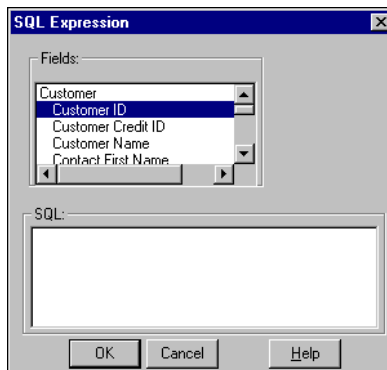 SQL Expression
Fields:
Customer
Customer ID
Customer Credit ID
Customer Name
Contact First Name
SQL:
OK Cancel Help